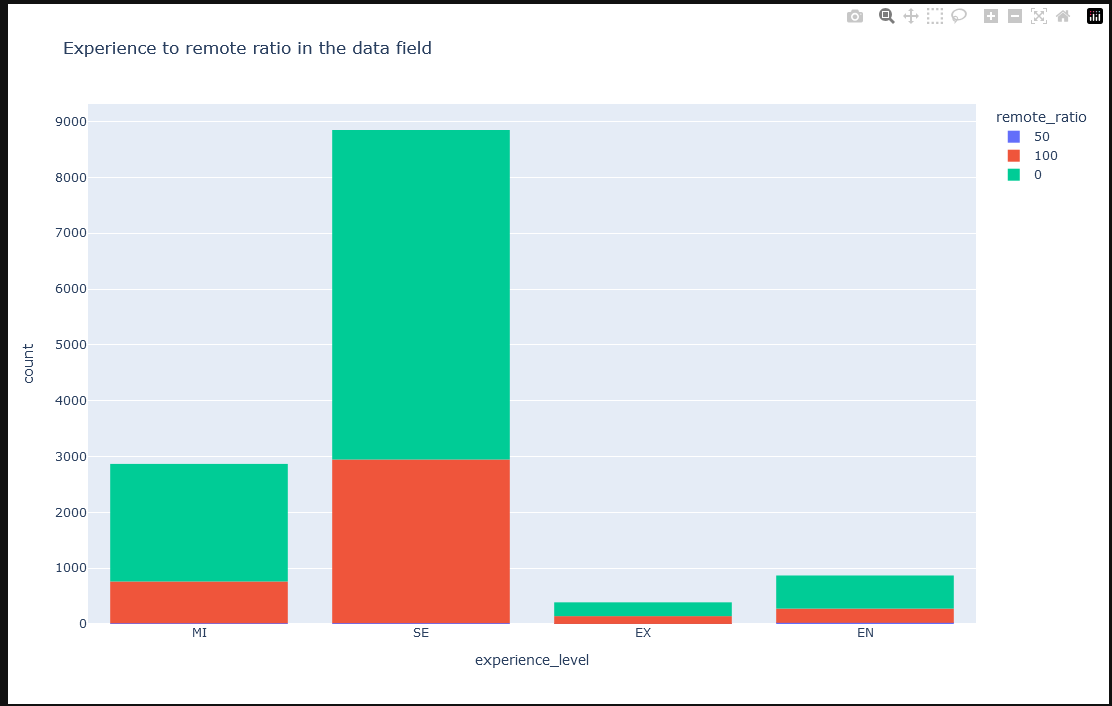 Experience to remote ratio in the data field
remote_ratio
50
100
0
count
9000
8000
7000
6000
5000
4000
3000
2000
1000
0
MI SE EX EN
experience_level